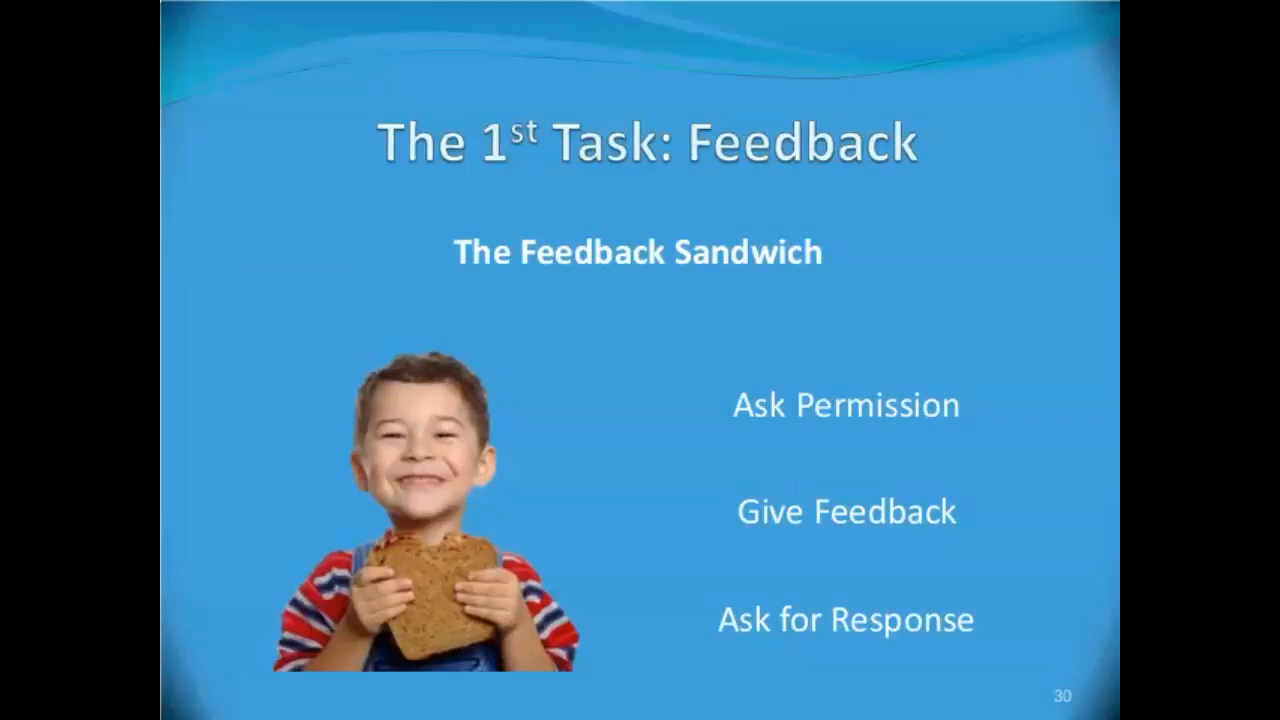 The 1st Task: Feedback
The Feedback Sandwich
Ask Permission
Give Feedback
Ask for Response
30